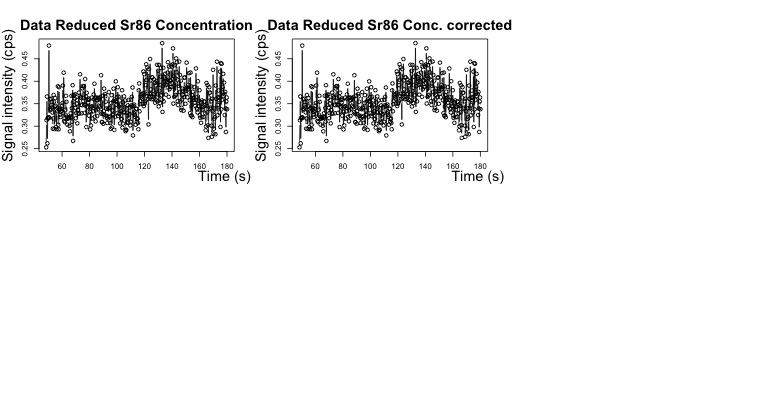 Data Reduced Sr86 Concentration
Signal intensity (cps)
0.25 0.30 0.35 0.40 0.45
60 80 100 120 140 160 180
Time (s)
Data Reduced Sr86 Conc. corrected
Signal intensity (cps)
0.25 0.30 0.35 0.40 0.45
60 80 100 120 140 160 180
Time (s)